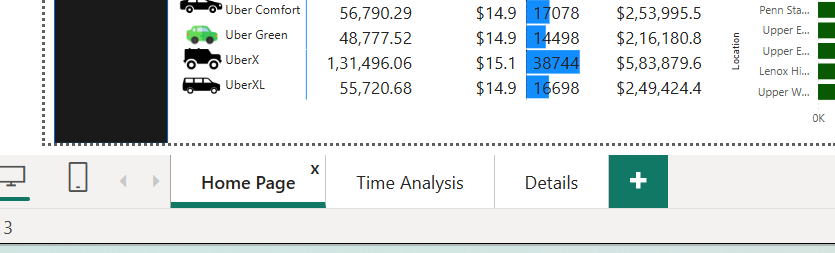 Uber Comfort 56,790.29 $14.9 17078 $2,53,995.5
Uber Green 48,777.52 $14.9 14498 $2,16,180.8
UberX 1,31,496.06 $15.1 38744 $5,83,879.6
UberXL 55,720.68 $14.9 16698 $2,49,424.4
Location
Penn Sta...
Upper E...
Upper E...
Lenox Hi...
Upper W...
0K
Home Page x Time Analysis Details +
3